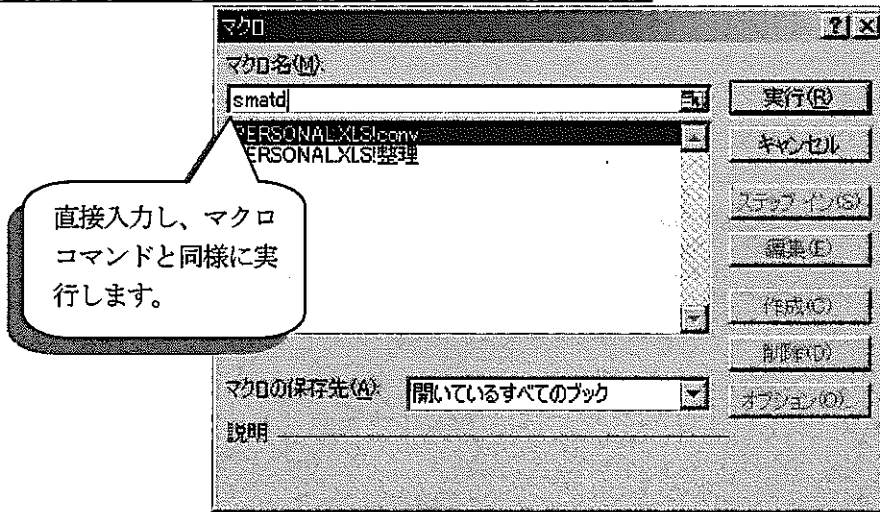 マクロ
マクロ名(M):
smatd
実行(R)
PERSONAL.XLS!conv
キャンセル
PERSONAL.XLS!整理
ステップ イン(S)
直接入力し、マクロ
コマンドと同様に実
行します。
編集(E)
作成(C)
削除(D)
マクロの保存先(A):
開いているすべてのブック
オプション(O)...
説明